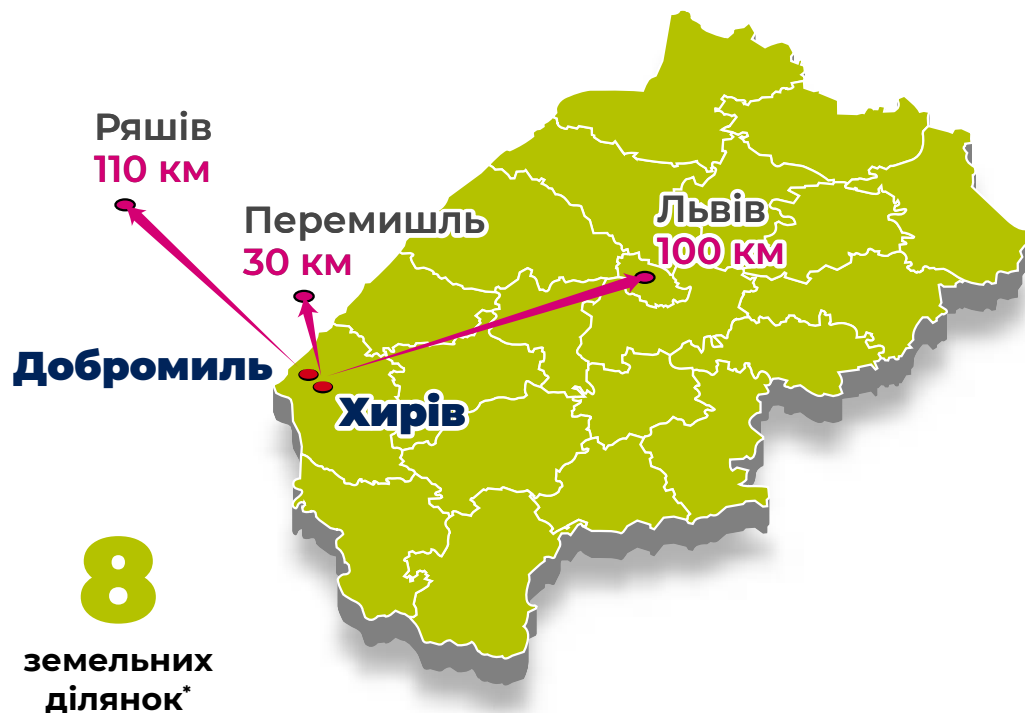 Ряшів
110 км
Перемишль
30 км
Львів
100 км
Добромиль
Хирів
8
земельних
ділянок*